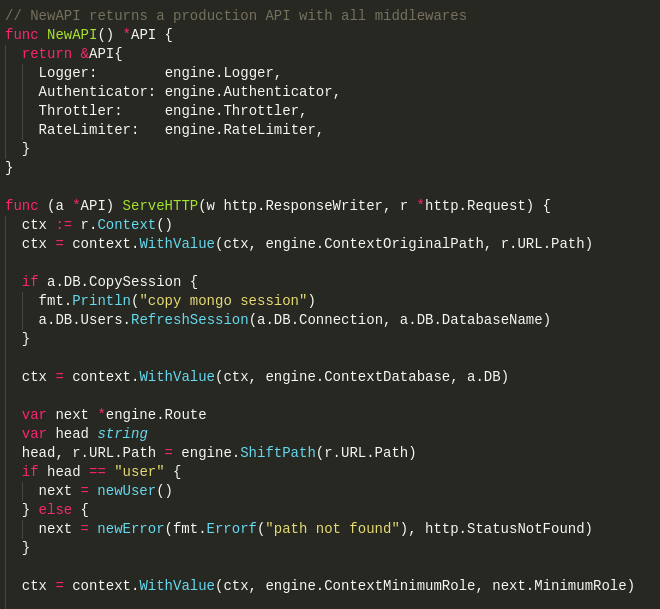 // NewAPI returns a production API with all middlewares
func NewAPI() *API {
  return &API{
    Logger:        engine.Logger,
    Authenticator: engine.Authenticator,
    Throttler:     engine.Throttler,
    RateLimiter:   engine.RateLimiter,
  }
}

func (a *API) ServeHTTP(w http.ResponseWriter, r *http.Request) {
  ctx := r.Context()
  ctx = context.WithValue(ctx, engine.ContextOriginalPath, r.URL.Path)

  if a.DB.CopySession {
    fmt.Println("copy mongo session")
    a.DB.Users.RefreshSession(a.DB.Connection, a.DB.DatabaseName)
  }

  ctx = context.WithValue(ctx, engine.ContextDatabase, a.DB)

  var next *engine.Route
  var head string
  head, r.URL.Path = engine.ShiftPath(r.URL.Path)
  if head == "user" {
    next = newUser()
  } else {
    next = newError(fmt.Errorf("path not found"), http.StatusNotFound)
  }

  ctx = context.WithValue(ctx, engine.ContextMinimumRole, next.MinimumRole)